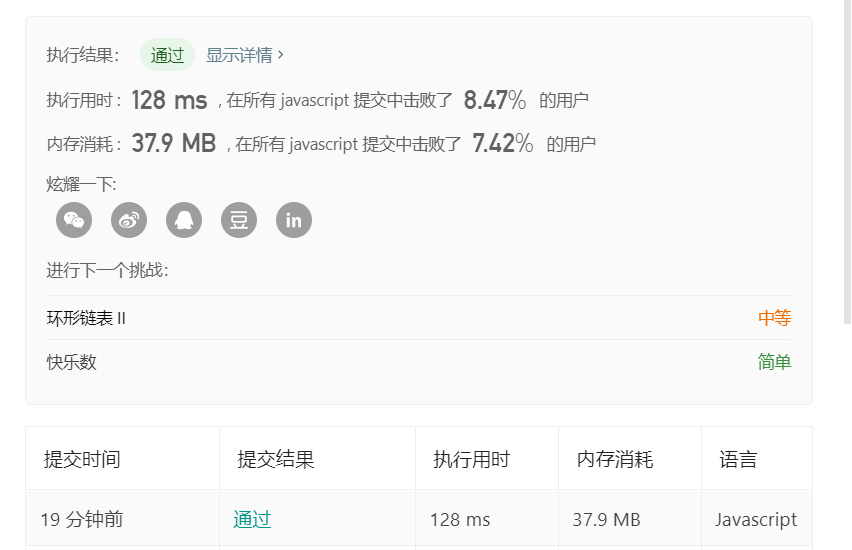 执行结果： 通过 显示详情 ›
执行用时 : 128 ms , 在所有 javascript 提交中击败了 8.47% 的用户
内存消耗 : 37.9 MB , 在所有 javascript 提交中击败了 7.42% 的用户
炫耀一下:
豆 in
进行下一个挑战：
环形链表 II 中等
快乐数 简单
提交时间 提交结果 执行用时 内存消耗 语言
19 分钟前 通过 128 ms 37.9 MB Javascript